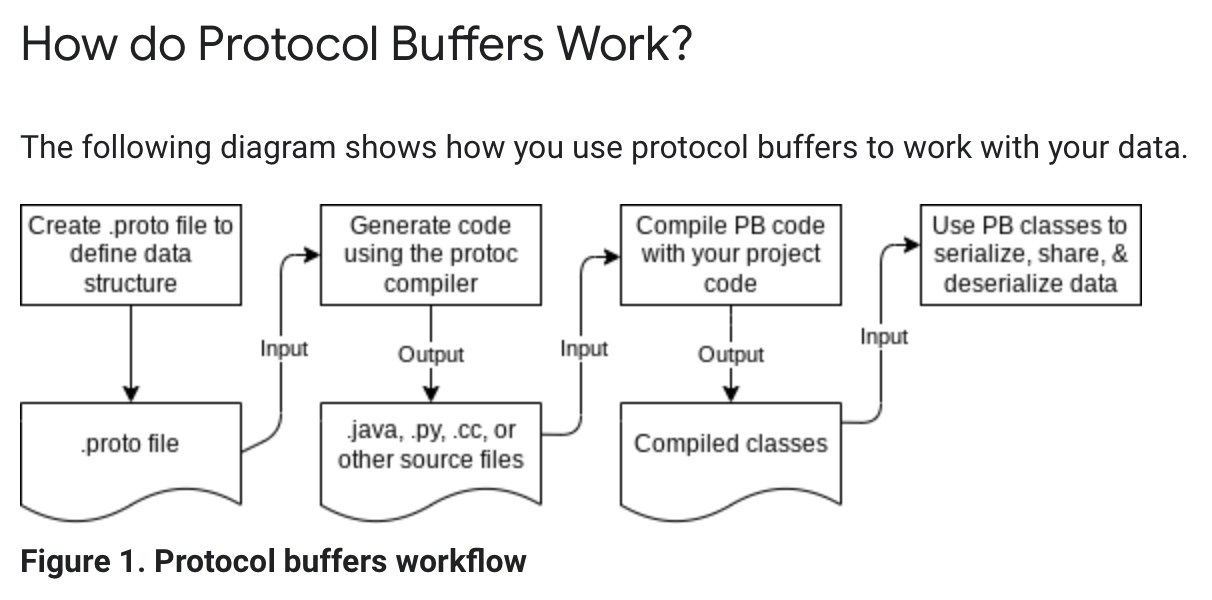 How do Protocol Buffers Work?
The following diagram shows how you use protocol buffers to work with your data.
Create .proto file to
define data
structure
Generate code
using the protoc
compiler
Compile PB code
with your project
code
Use PB classes to
serialize, share, &
deserialize data
Input
Output
Input
Output
Input
.proto file
.java, .py, .cc, or
other source files
Compiled classes
Figure 1. Protocol buffers workflow